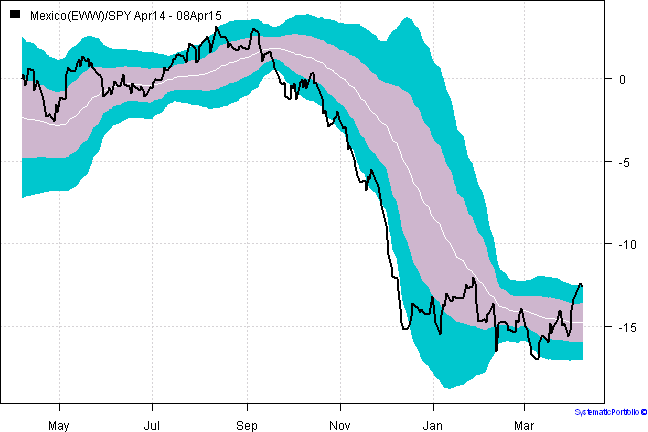 Mexico(EWW)/SPY Apr14 - 08Apr15
0
-5
-10
-15
May Jul Sep Nov Jan Mar
SystematicPortfolio ©